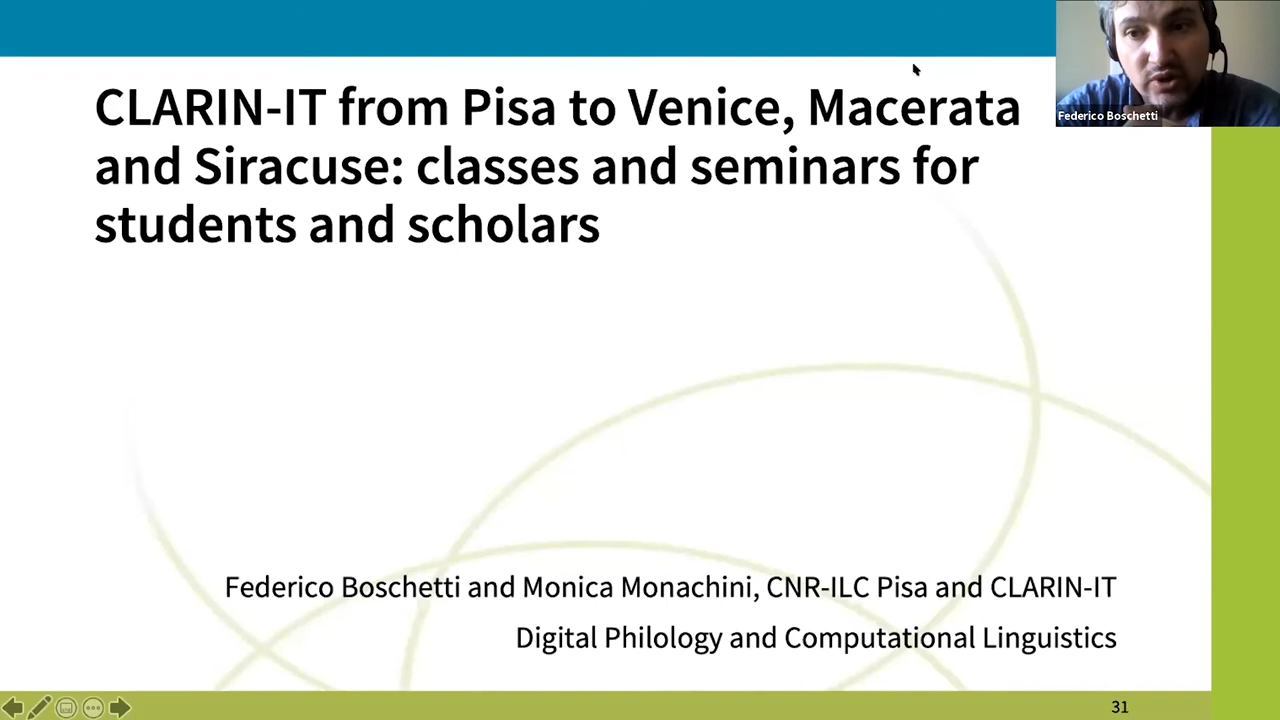 CLARIN-IT from Pisa to Venice, Macerata
and Siracuse: classes and seminars for
students and scholars
Federico Boschetti
Federico Boschetti and Monica Monachini, CNR-ILC Pisa and CLARIN-IT
Digital Philology and Computational Linguistics
31